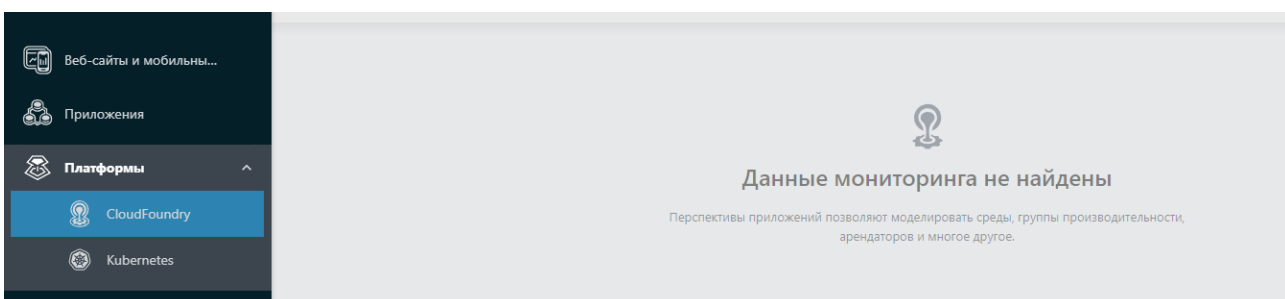 Веб-сайты и мобильны...
Приложения
Платформы
CloudFoundry
Kubernetes
Данные мониторинга не найдены
Перспективы приложений позволяют моделировать среды, группы производительности,
арендаторов и многое другое.